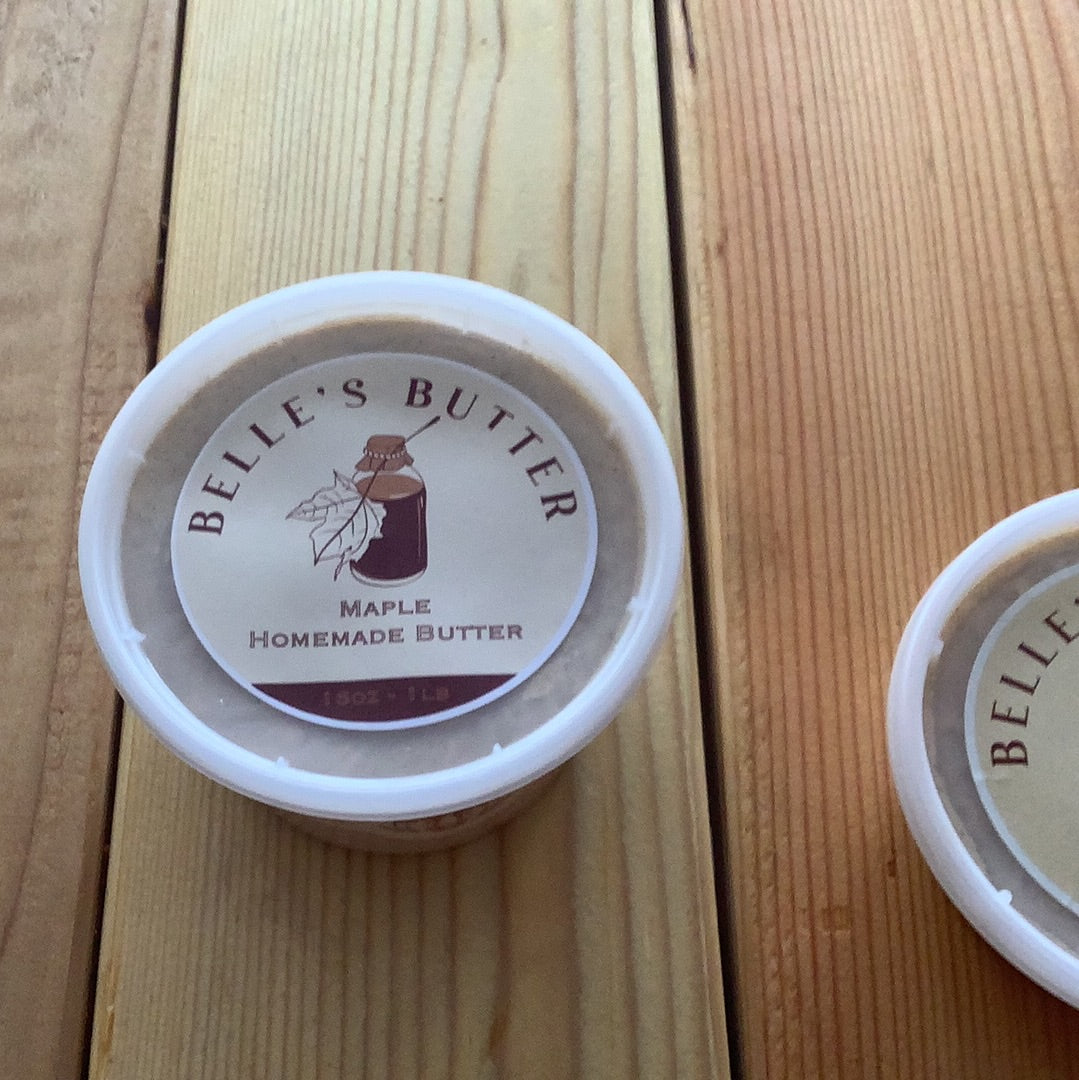 BELLE'S BUTTER
MAPLE
HOMEMADE BUTTER
16OZ - 1LB
BELLE'